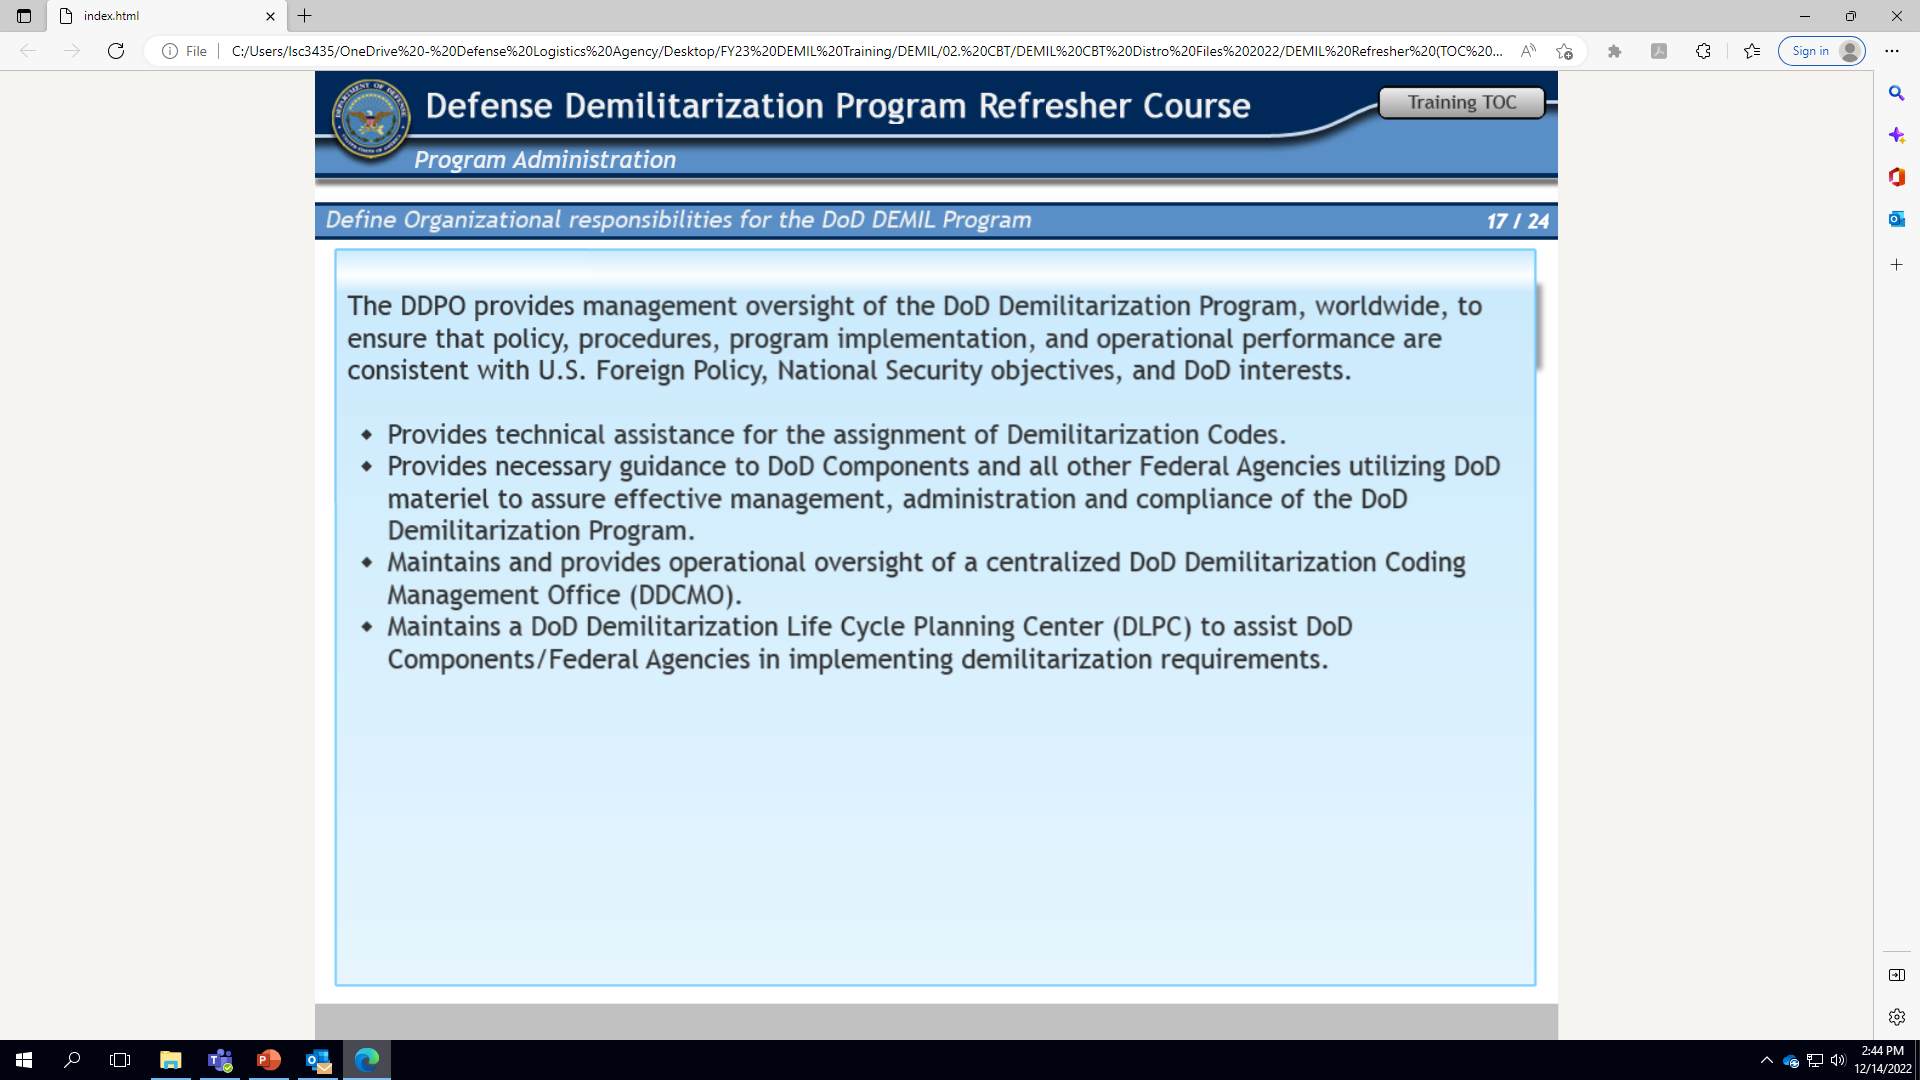 index.html
File
C:/Users/lsc3435/OneDrive%20-%20Defense%20Logistics%20Agency/Desktop/FY23%20DEMIL%20Training/DEMIL/02.%20CBT/DEMIL%20CBT%20Distro%20Files%202022/DEMIL%20Refresher%20(TOC%20...
Sign in
Defense Demilitarization Program Refresher Course
Training TOC
Program Administration
Define Organizational responsibilities for the DoD DEMIL Program
17 / 24
The DDPO provides management oversight of the DoD Demilitarization Program, worldwide, to
ensure that policy, procedures, program implementation, and operational performance are
consistent with U.S. Foreign Policy, National Security objectives, and DoD interests.
◆ Provides technical assistance for the assignment of Demilitarization Codes.
◆ Provides necessary guidance to DoD Components and all other Federal Agencies utilizing DoD
materiel to assure effective management, administration and compliance of the DoD
Demilitarization Program.
◆ Maintains and provides operational oversight of a centralized DoD Demilitarization Coding
Management Office (DDCMO).
◆ Maintains a DoD Demilitarization Life Cycle Planning Center (DLPC) to assist DoD
Components/Federal Agencies in implementing demilitarization requirements.
2:44 PM
12/14/2022